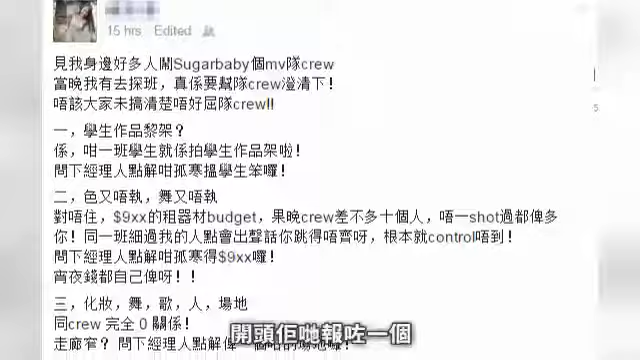 15 hrs Edited
見我身邊好多人鬧Sugarbaby個mv隊crew
當晚我有去探班，真係要幫隊crew澄清下！
唔該大家未搞清楚唔好屈隊crew!!
一，學生作品黎架？
係，咁一班學生就係拍學生作品架啦！
問下經理人點解咁孤寒搵學生笨囉！
二，色又唔執，舞又唔執
對唔住，$9xx的租器材budget，果晚crew差不多十個人，唔一shot過都俾多
你！同一班細過我的人點會出聲話你跳得唔齊呀，根本就control唔到！
問下經理人點解咁孤寒得$9xx囉！
宵夜錢都自己俾呀！！
三，化妝，舞，歌，人，場地
同crew 完全 0 關係！
走廊窄？ 問下經理人點解俾
開頭佢哋報咗一個